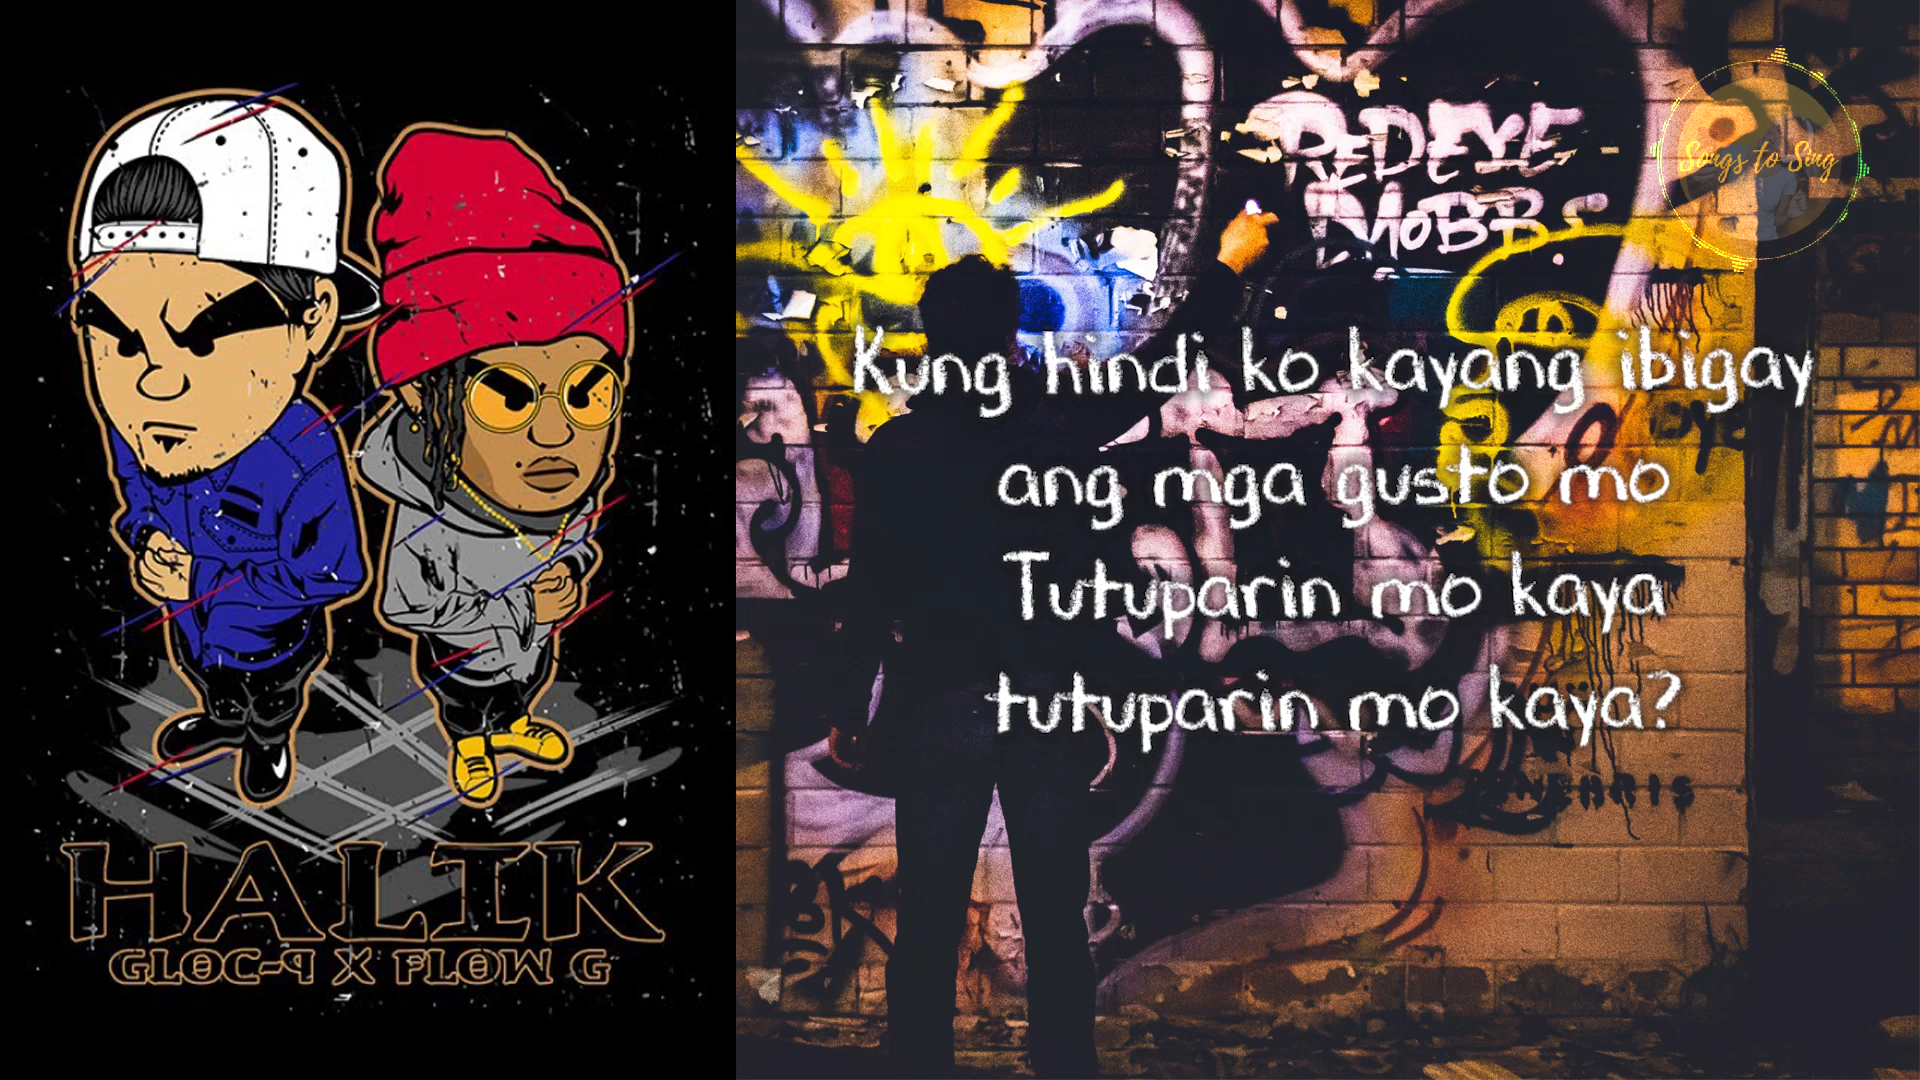 HALIK
GLOC-9 X FLOW G
REDEYE
MOBBS
Songs to Sing
Kung hindi ko kayang ibigay
ang mga gusto mo
Tutuparin mo kaya
tutuparin mo kaya?